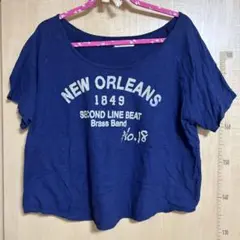 NEW ORLEANS
1849
SECOND LINE BEAT
Brass Band
No.18